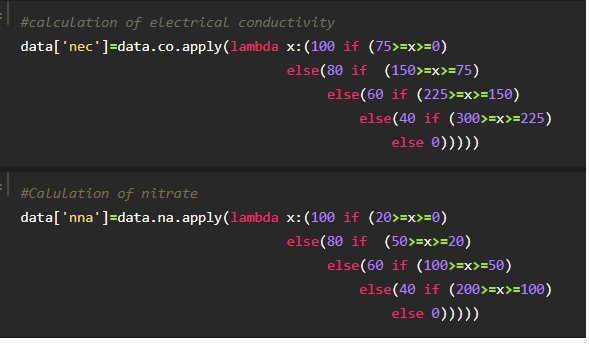 #calculation of electrical conductivity
data['nec']=data.co.apply(lambda x:(100 if (75>=x>=0)
else(80 if  (150>=x>=75)
else(60 if (225>=x>=150)
else(40 if (300>=x>=225)
else 0)))))
#Calulation of nitrate
data['nna']=data.na.apply(lambda x:(100 if (20>=x>=0)
else(80 if  (50>=x>=20)
else(60 if (100>=x>=50)
else(40 if (200>=x>=100)
else 0)))))